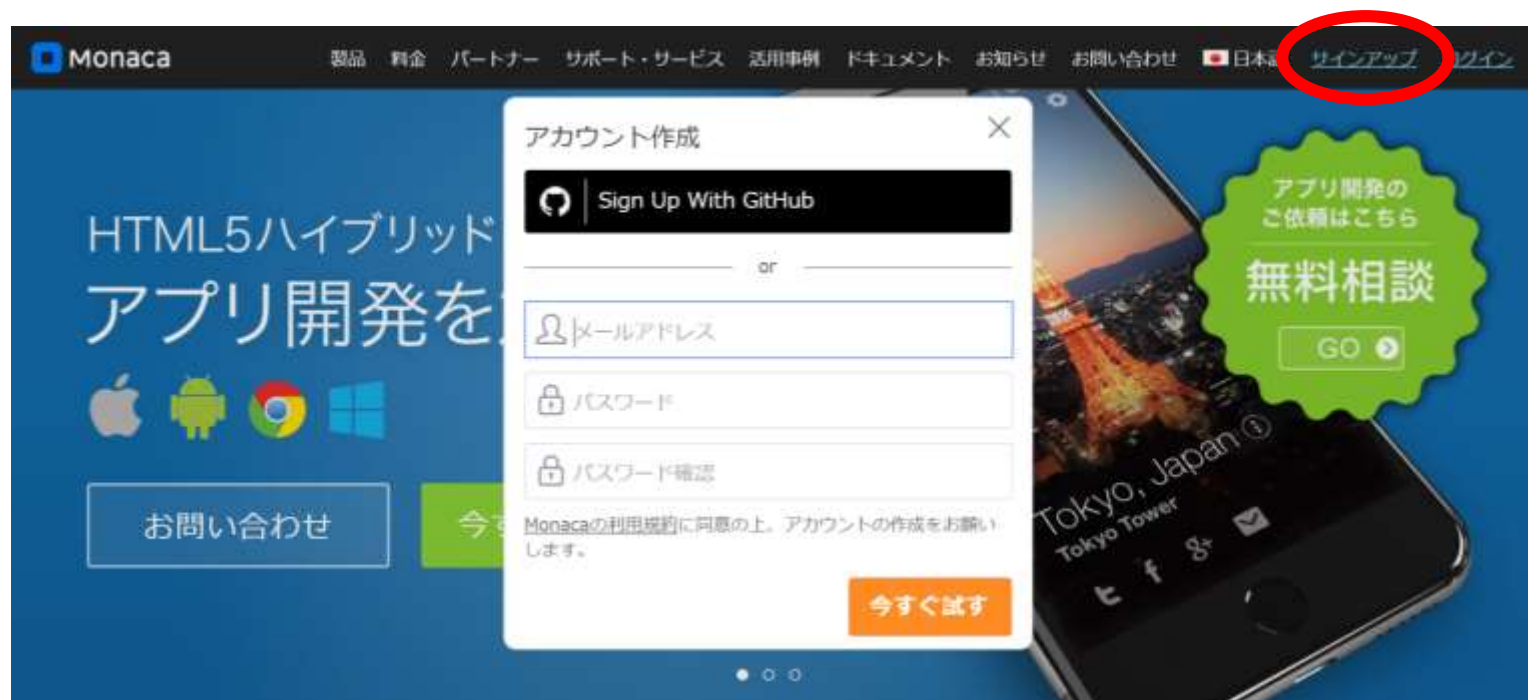 Monaca 製品 料金 パートナー サポート・サービス 活用事例 ドキュメント お知らせ お問い合わせ 日本 サインアップ グイン
アカウント作成
Sign Up With GitHub
or
メールアドレス
パスワード
パスワード確認
Monacaの利用規約に同意の上、アカウントの作成をお願い
します。
今すぐ試す
HTML5ハイブリッド
アプリ開発を
お問い合わせ
今す
アプリ開発の
ご依頼はこちら
無料相談
GO
Tokyo, Japan
Tokyo Tower